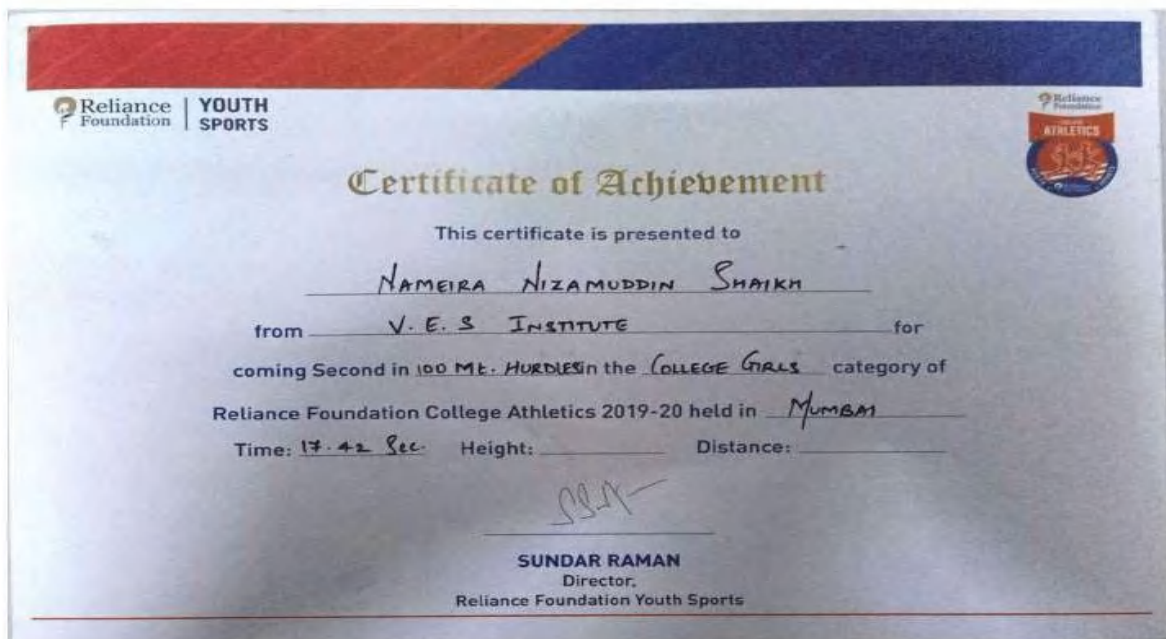 Reliance Foundation | YOUTH SPORTS
Reliance Foundation
ATHLETICS
Certificate of Achievement
This certificate is presented to
NAMEIRA NIZAMUDDIN SHAIKH
from V. E. S INSTITUTE for
coming Second in 100 Mt. HURDLES in the COLLEGE GIRLS category of
Reliance Foundation College Athletics 2019-20 held in MUMBAI
Time: 17.42 Sec. Height: Distance:
SUNDAR RAMAN
Director,
Reliance Foundation Youth Sports